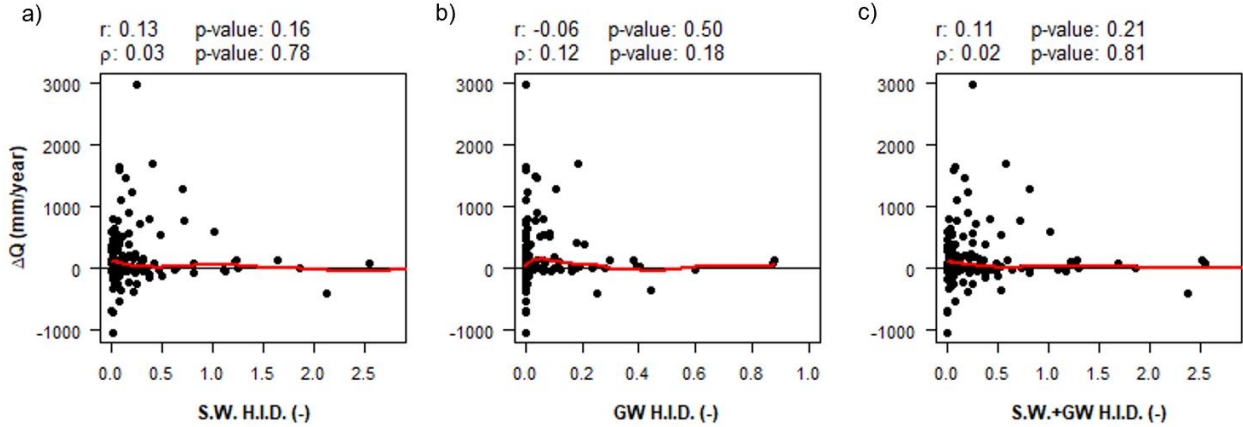 a)
r: 0.13 p-value: 0.16
ρ: 0.03 p-value: 0.78
b)
r: -0.06 p-value: 0.50
ρ: 0.12 p-value: 0.18
c)
r: 0.11 p-value: 0.21
ρ: 0.02 p-value: 0.81
ΔQ (mm/year)
3000
2000
1000
0
-1000
0.0 0.5 1.0 1.5 2.0 2.5
S.W. H.I.D. (-)
3000
2000
1000
0
-1000
0.0 0.2 0.4 0.6 0.8 1.0
GW H.I.D. (-)
3000
2000
1000
0
-1000
0.0 0.5 1.0 1.5 2.0 2.5
S.W.+GW H.I.D. (-)